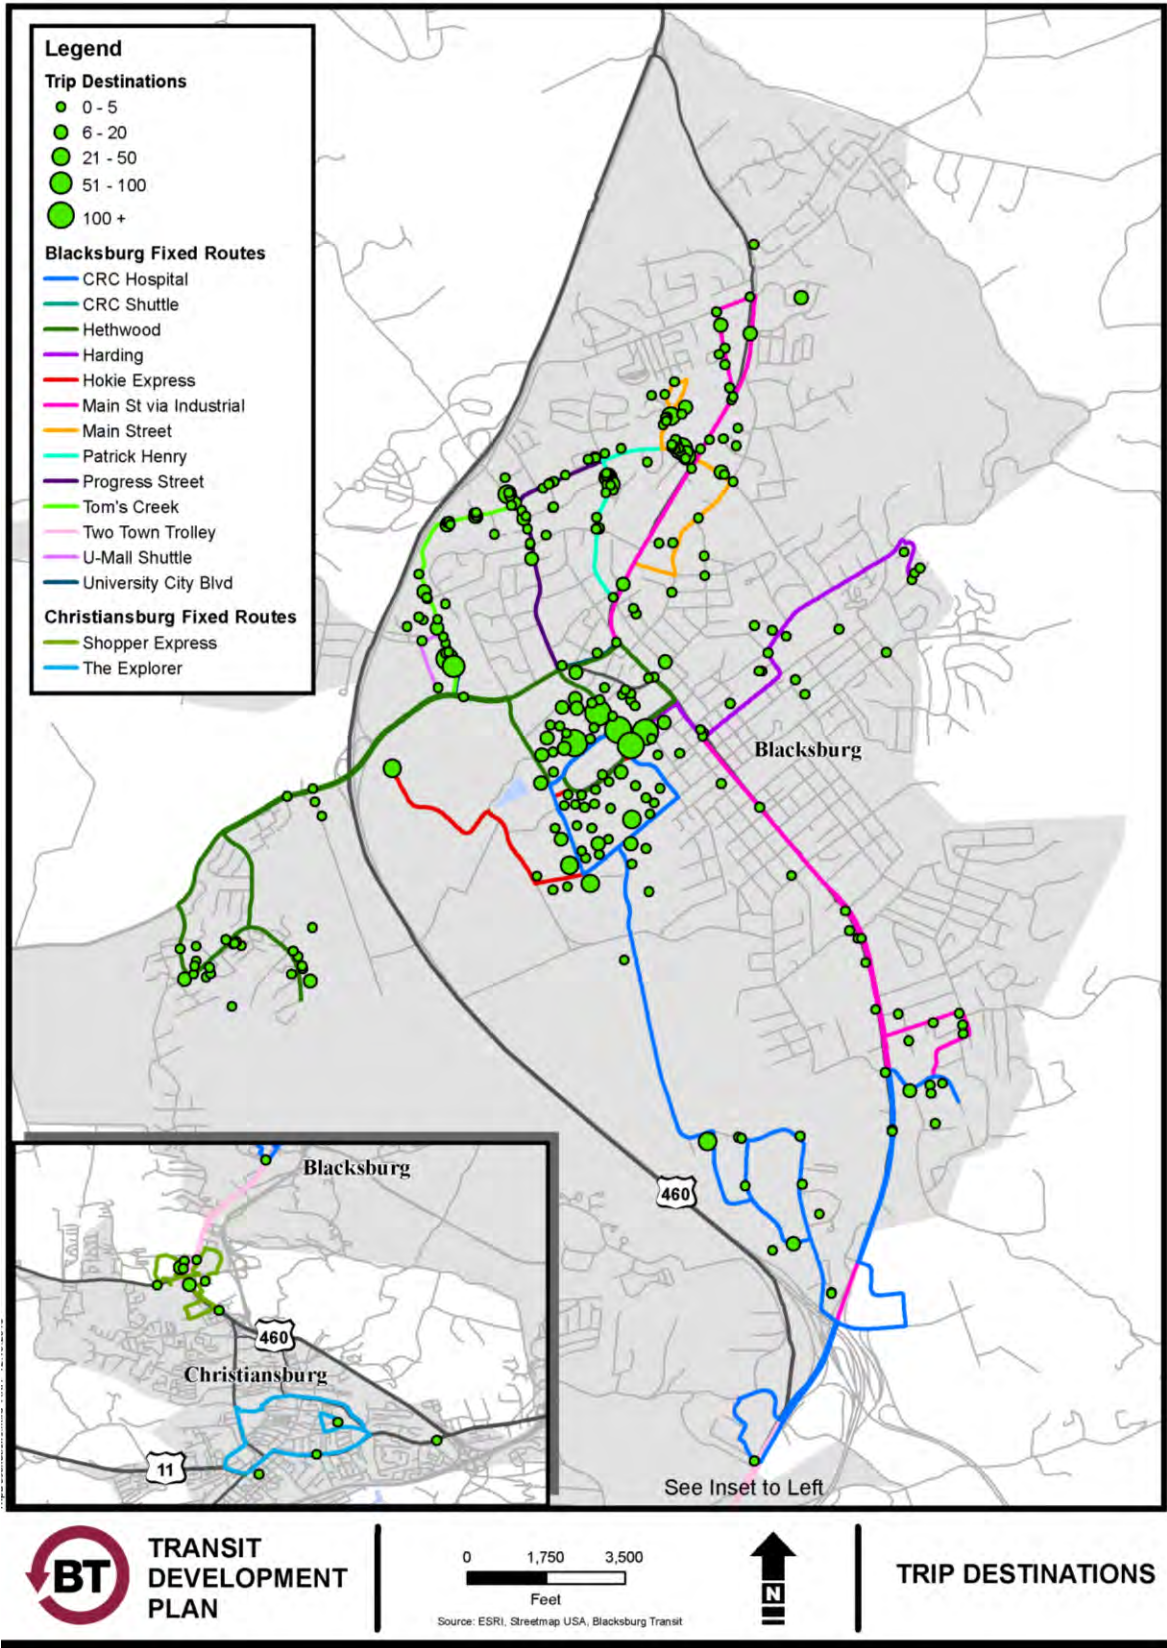 Legend
Trip Destinations
0 - 5
6 - 20
21 - 50
51 - 100
100 +
Blacksburg Fixed Routes
CRC Hospital
CRC Shuttle
Hethwood
Harding
Hokie Express
Main St via Industrial
Main Street
Patrick Henry
Progress Street
Tom's Creek
Two Town Trolley
U-Mall Shuttle
University City Blvd
Christiansburg Fixed Routes
Shopper Express
The Explorer
Blacksburg
460
Blacksburg
460
Christiansburg
11
See Inset to Left
BT
TRANSIT
DEVELOPMENT
PLAN
0 1,750 3,500
Feet
Source: ESRI, Streetmap USA, Blacksburg Transit
N
TRIP DESTINATIONS